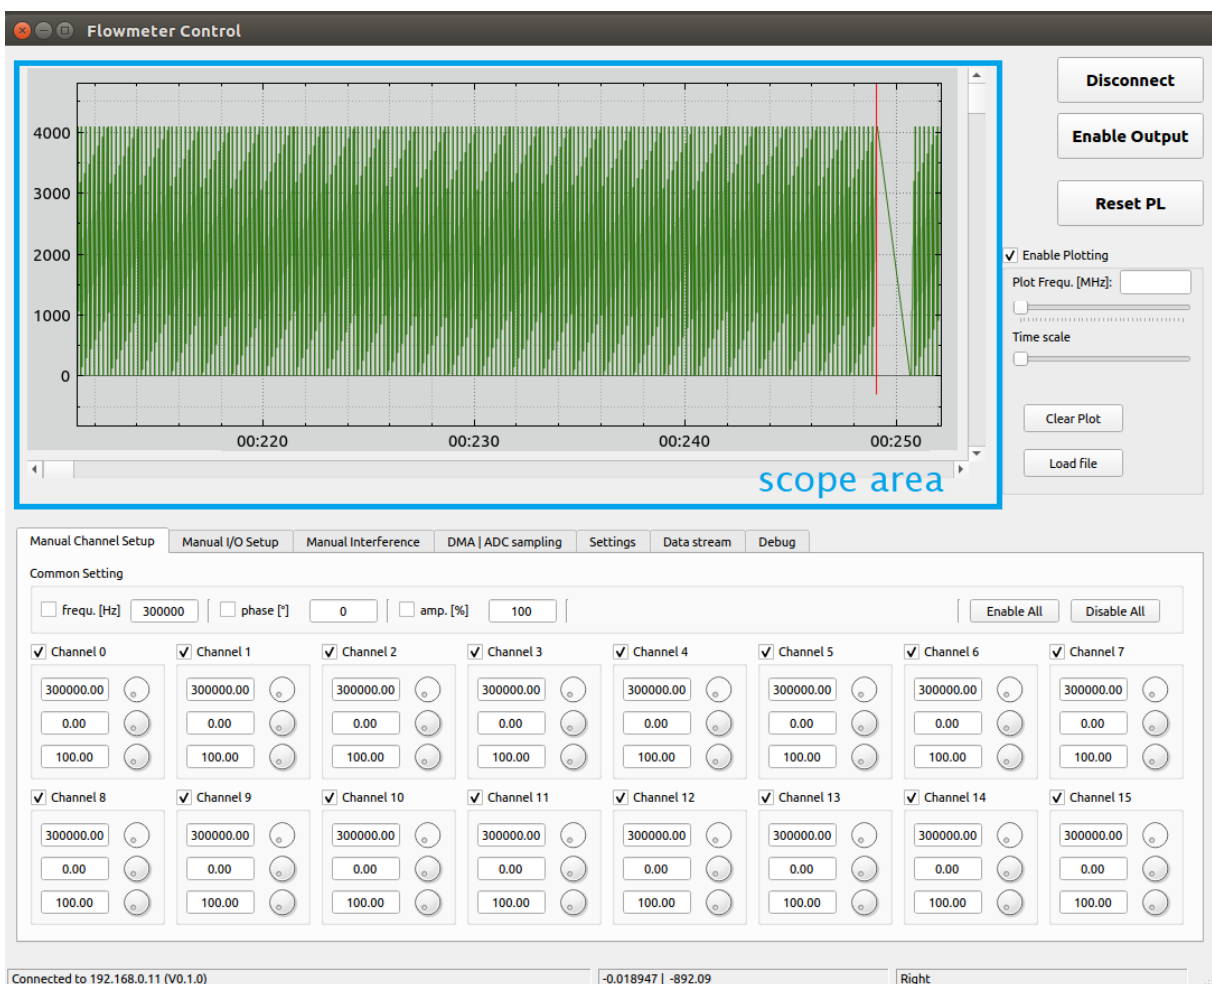 Flowmeter Control
Disconnect
Enable Output
Reset PL
Enable Plotting
Plot Frequ. [MHz]:
Time scale
Clear Plot
Load file
4000
3000
2000
1000
0
00:220 00:230 00:240 00:250
scope area
Manual Channel Setup Manual I/O Setup Manual Interference DMA | ADC sampling Settings Data stream Debug
Common Setting
frequ. [Hz] 300000 phase [°] 0 amp. [%] 100 Enable All Disable All
Channel 0 Channel 1 Channel 2 Channel 3 Channel 4 Channel 5 Channel 6 Channel 7
300000.00 300000.00 300000.00 300000.00 300000.00 300000.00 300000.00 300000.00
0.00 0.00 0.00 0.00 0.00 0.00 0.00 0.00
100.00 100.00 100.00 100.00 100.00 100.00 100.00 100.00
Channel 8 Channel 9 Channel 10 Channel 11 Channel 12 Channel 13 Channel 14 Channel 15
300000.00 300000.00 300000.00 300000.00 300000.00 300000.00 300000.00 300000.00
0.00 0.00 0.00 0.00 0.00 0.00 0.00 0.00
100.00 100.00 100.00 100.00 100.00 100.00 100.00 100.00
Connected to 192.168.0.11 (V0.1.0) -0.018947 | -892.09 Right